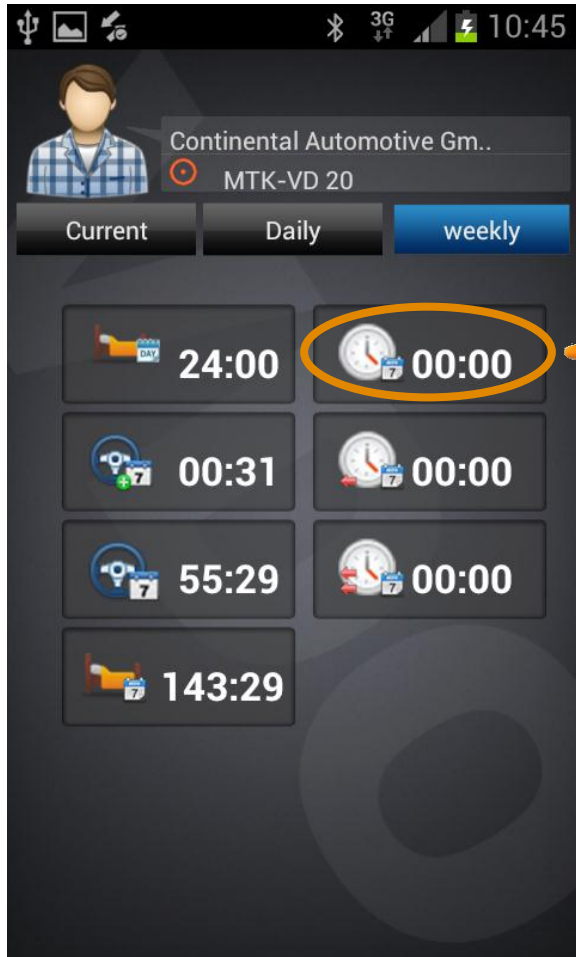 3G 10:45
Continental Automotive Gm..
MTK-VD 20
Current Daily weekly
DAY 24:00 7 00:00
7 00:31 7 00:00
7 55:29 7 00:00
7 143:29